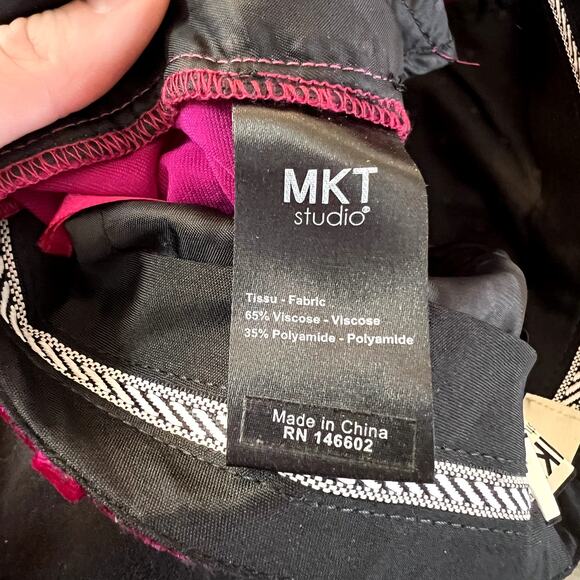 MKT
studio®
Tissu - Fabric
65% Viscose - Viscose
35% Polyamide - Polyamide
Made in China
RN 146602